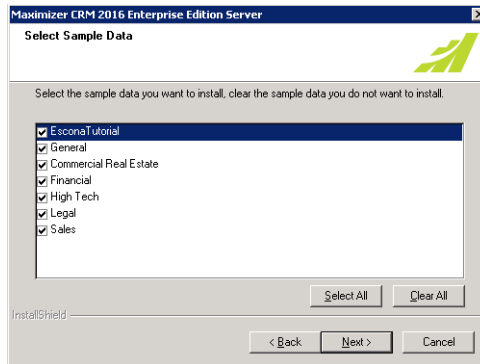 Maximizer CRM 2016 Enterprise Edition Server
Select Sample Data
Select the sample data you want to install, clear the sample data you do not want to install.
EsconaTutorial
General
Commercial Real Estate
Financial
High Tech
Legal
Sales
Select All
Clear All
InstallShield
< Back
Next >
Cancel